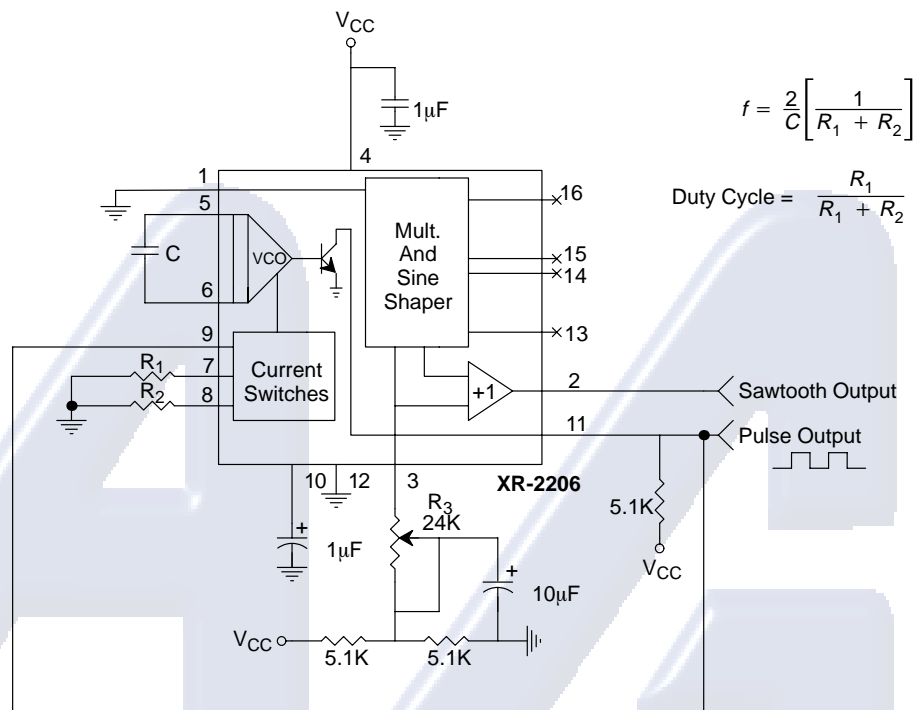 VCC
1µF
f = 2/C [ 1 / R1 + R2 ]
4
1
16
Duty Cycle = R1 / R1 + R2
5
Mult.
And
Sine
Shaper
C
VCO
15
14
6
13
9
R1
7
Current
Switches
R2
8
+1
2
Sawtooth Output
11
Pulse Output
10
12
3
XR-2206
R3
24K
5.1K
1µF
VCC
10µF
VCC
5.1K
5.1K